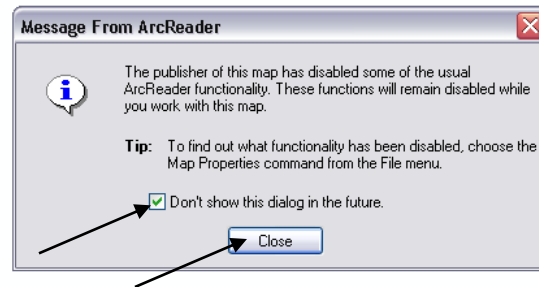 Message From ArcReader
The publisher of this map has disabled some of the usual
ArcReader functionality. These functions will remain disabled while
you work with this map.
Tip: To find out what functionality has been disabled, choose the
Map Properties command from the File menu.
Don't show this dialog in the future.
Close